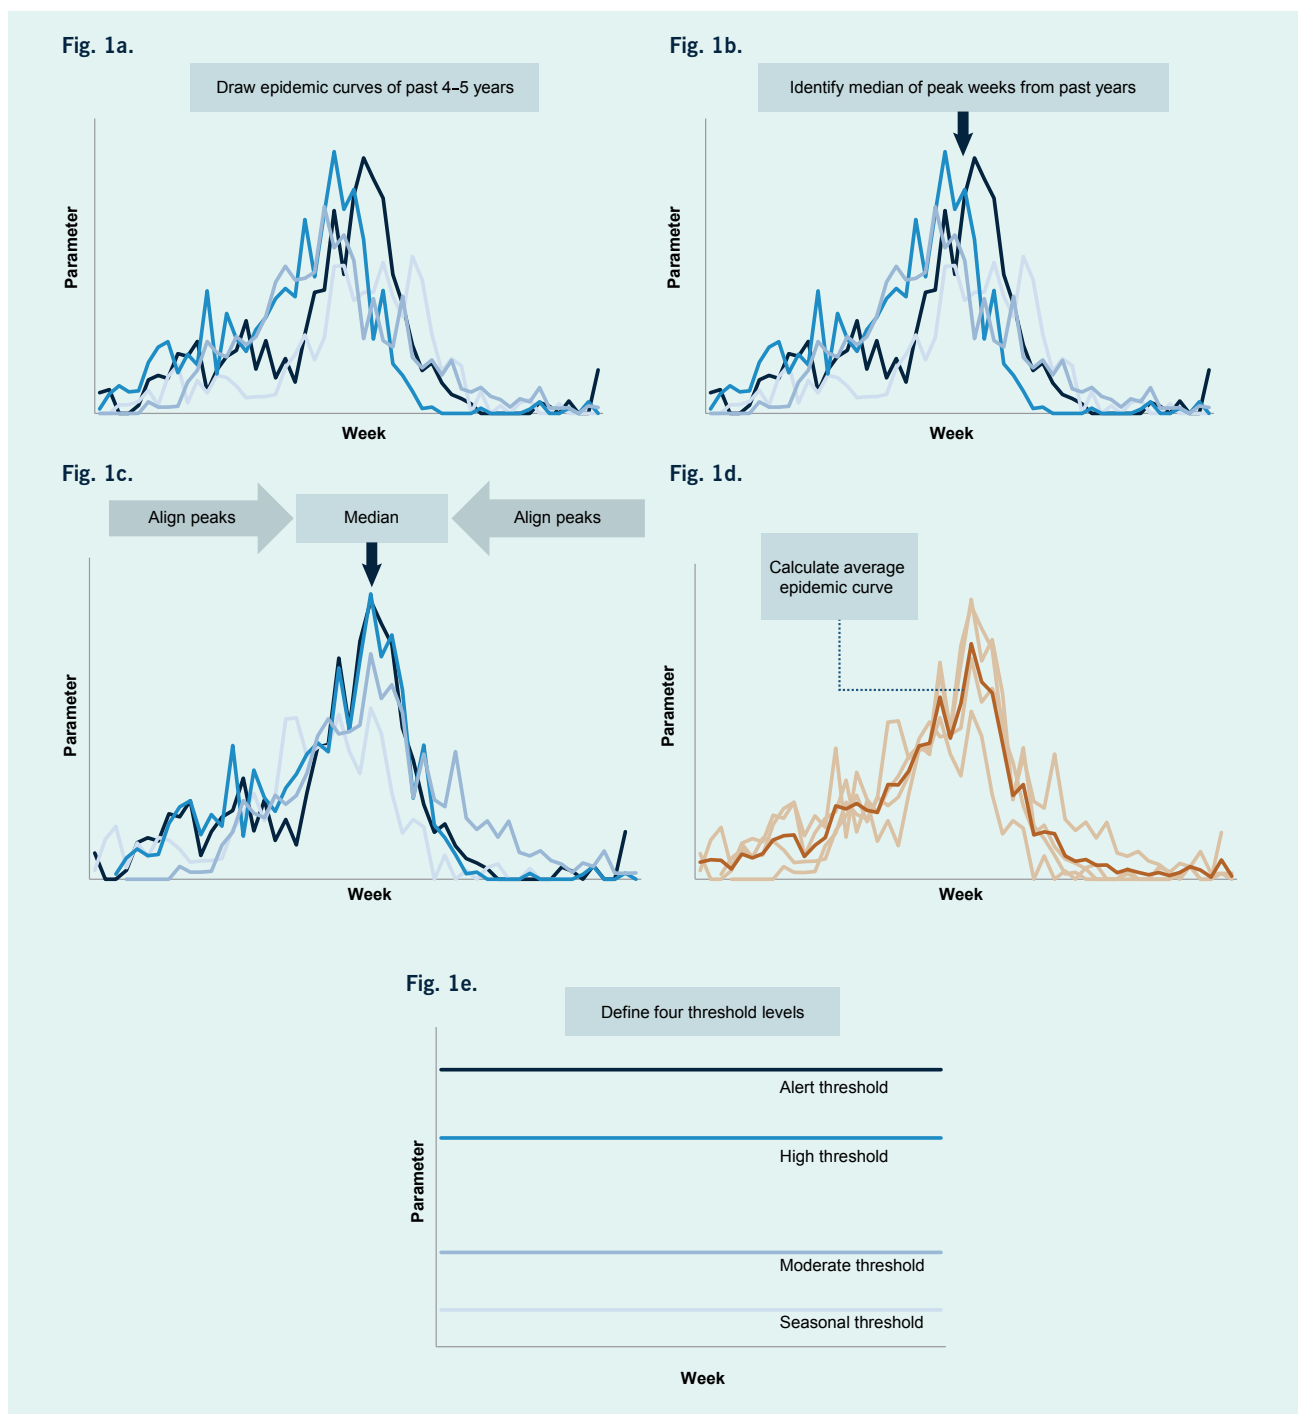 Fig. 1a.
Draw epidemic curves of past 4–5 years
Parameter
Week
Fig. 1b.
Identify median of peak weeks from past years
Parameter
Week
Fig. 1c.
Align peaks
Median
Align peaks
Parameter
Week
Fig. 1d.
Calculate average
epidemic curve
Parameter
Week
Fig. 1e.
Define four threshold levels
Alert threshold
High threshold
Parameter
Moderate threshold
Seasonal threshold
Week